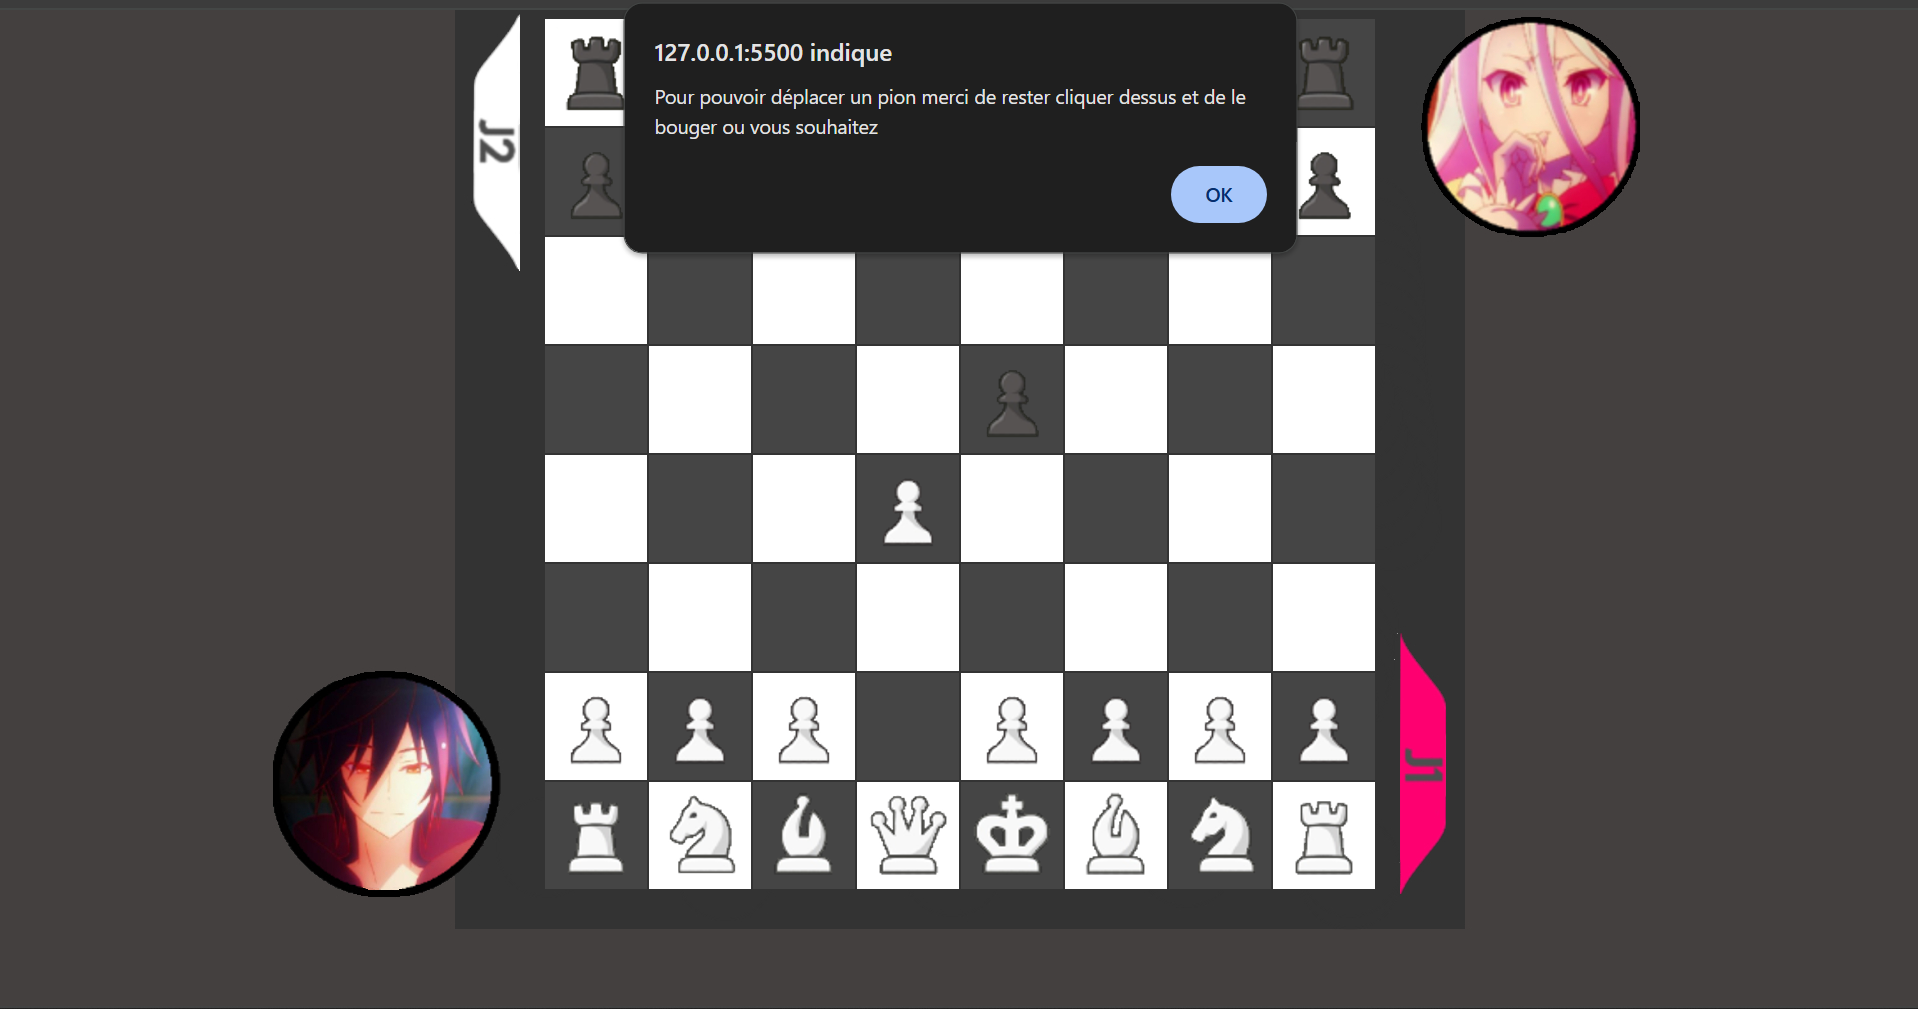 127.0.0.1:5500 indique
Pour pouvoir déplacer un pion merci de rester cliquer dessus et de le
bouger ou vous souhaitez
OK
J2
J1